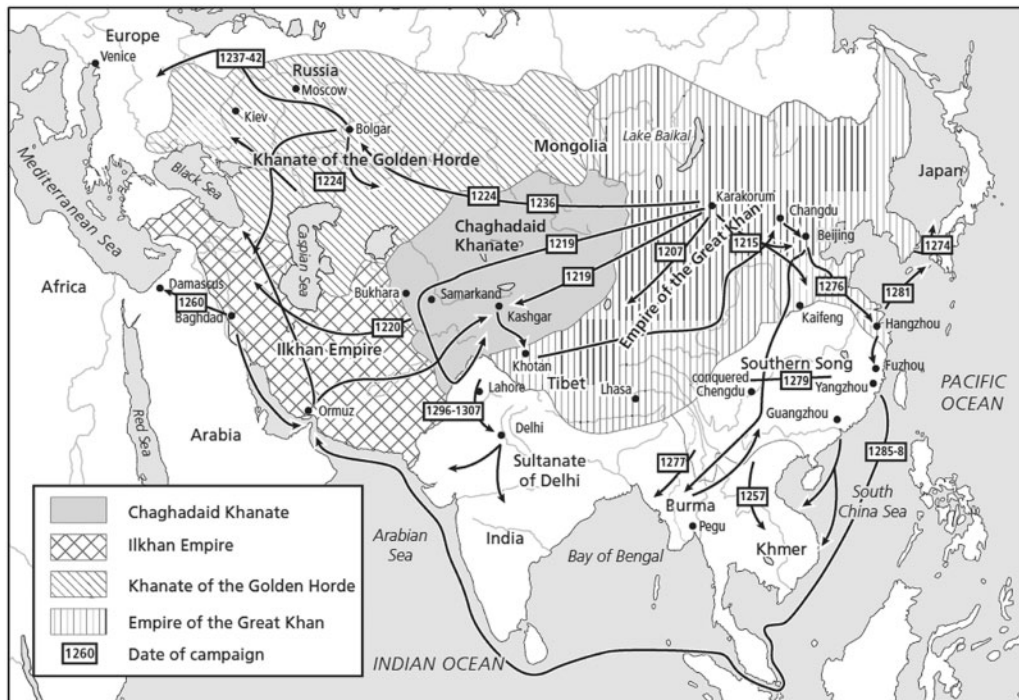 Europe
Venice
1237-42
Russia
Moscow
Kiev
Bolgar
Khanate of the Golden Horde
1224
Mongolia
Lake Baikal
Japan
Mediterranean Sea
Black Sea
Caspian Sea
1224
1236
Karakorum
Changdu
Beijing
Chaghadaid
Khanate
1219
1207
1215
1274
1219
Empire of the Great Khan
1276
1281
Africa
Damascus
1260
Baghdad
Bukhara
Samarkand
Kashgar
1220
Ilkhan Empire
Kaifeng
Hangzhou
Khotan
Tibet
Lhasa
Southern Song
conquered
Chengdu
1279
Yangzhou
Fuzhou
PACIFIC
OCEAN
Lahore
1296-1307
Ormuz
Delhi
Guangzhou
Red Sea
Arabia
Sultanate
of Delhi
1277
1285-8
Burma
1257
South
China Sea
Pegu
India
Arabian
Sea
Bay of Bengal
Khmer
Chaghadaid Khanate
Ilkhan Empire
Khanate of the Golden Horde
Empire of the Great Khan
1260
Date of campaign
INDIAN OCEAN